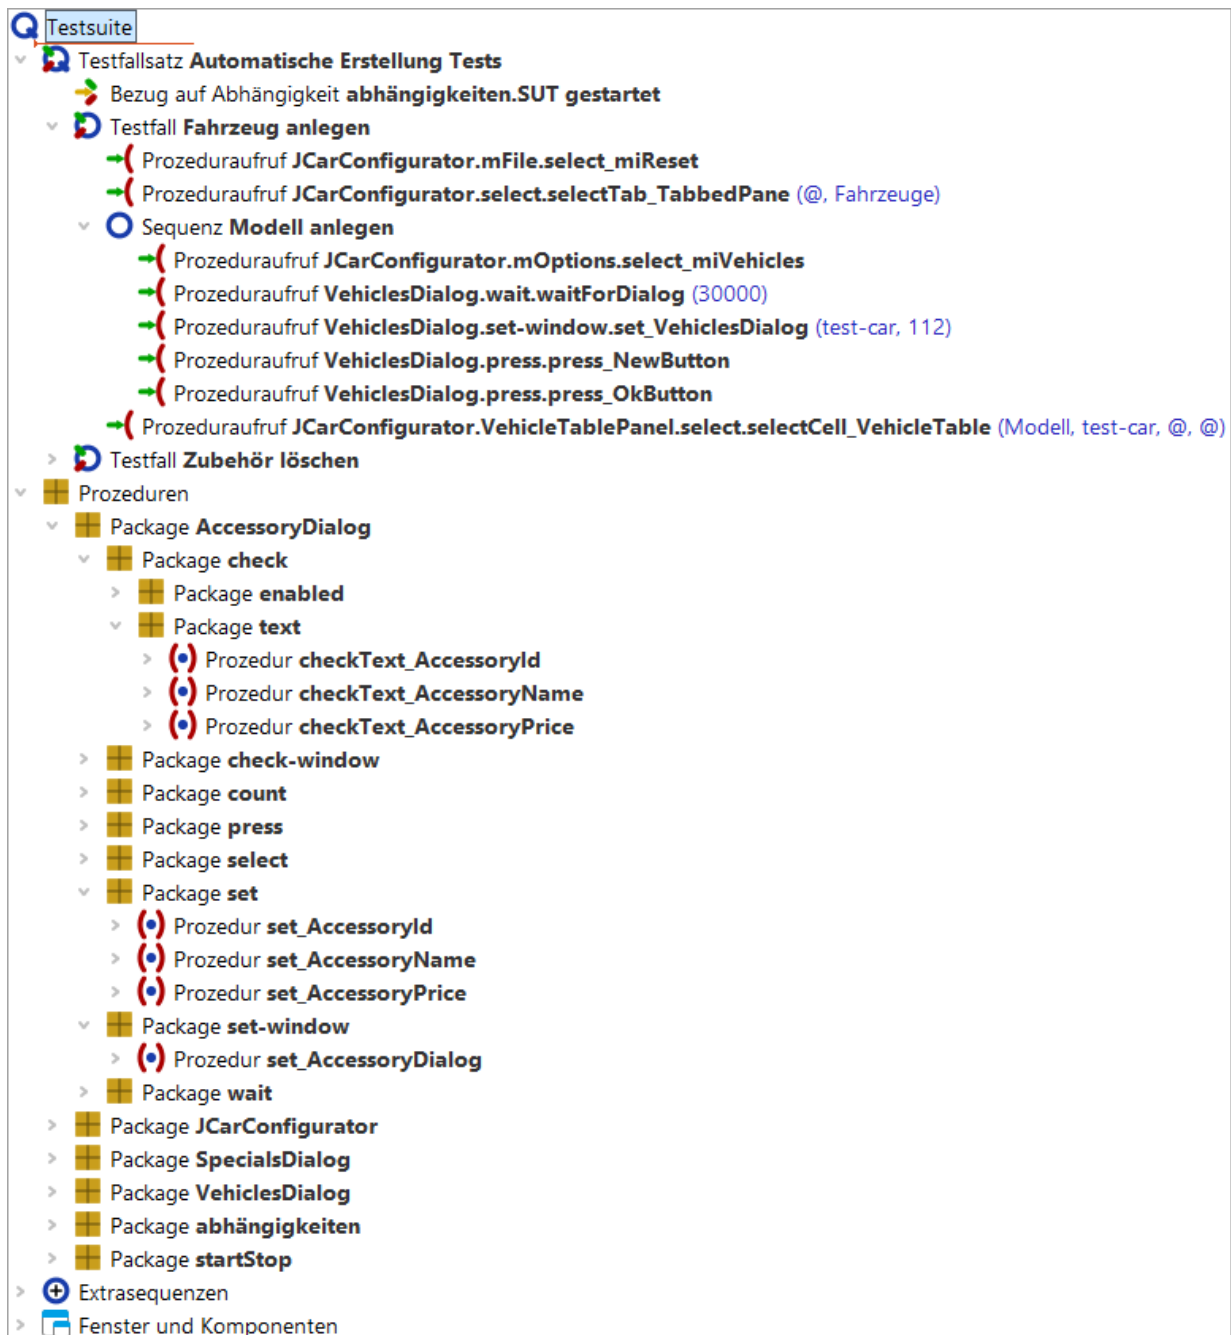 Testsuite
Testfallsatz Automatische Erstellung Tests
Bezug auf Abhängigkeit abhängigkeiten.SUT gestartet
Testfall Fahrzeug anlegen
Prozeduraufruf JCarConfigurator.mFile.select_miReset
Prozeduraufruf JCarConfigurator.select.selectTab_TabbedPane (@, Fahrzeuge)
Sequenz Modell anlegen
Prozeduraufruf JCarConfigurator.mOptions.select_miVehicles
Prozeduraufruf VehiclesDialog.wait.waitForDialog (30000)
Prozeduraufruf VehiclesDialog.set-window.set_VehiclesDialog (test-car, 112)
Prozeduraufruf VehiclesDialog.press.press_NewButton
Prozeduraufruf VehiclesDialog.press.press_OkButton
Prozeduraufruf JCarConfigurator.VehicleTablePanel.select.selectCell_VehicleTable (Modell, test-car, @, @)
Testfall Zubehör löschen
Prozeduren
Package AccessoryDialog
Package check
Package enabled
Package text
Prozedur checkText_AccessoryId
Prozedur checkText_AccessoryName
Prozedur checkText_AccessoryPrice
Package check-window
Package count
Package press
Package select
Package set
Prozedur set_AccessoryId
Prozedur set_AccessoryName
Prozedur set_AccessoryPrice
Package set-window
Prozedur set_AccessoryDialog
Package wait
Package JCarConfigurator
Package SpecialsDialog
Package VehiclesDialog
Package abhängigkeiten
Package startStop
Extrasequenzen
Fenster und Komponenten